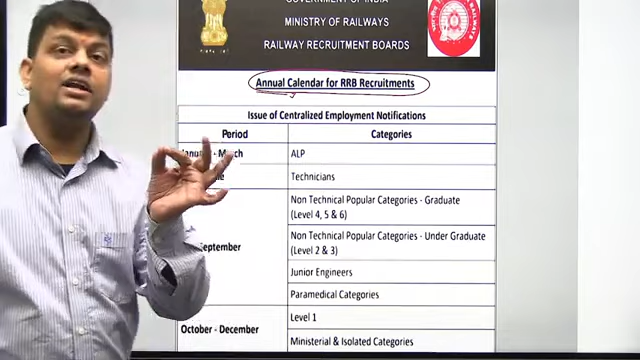 MINISTRY OF RAILWAYS
RAILWAY RECRUITMENT BOARDS
Annual Calendar for RRB Recruitments
Issue of Centralized Employment Notifications
Period Categories
March ALP
Technicians
Non Technical Popular Categories - Graduate
(Level 4, 5 & 6)
Non Technical Popular Categories - Under Graduate
(Level 2 & 3)
September
Junior Engineers
Paramedical Categories
October - December
Level 1
Ministerial & Isolated Categories